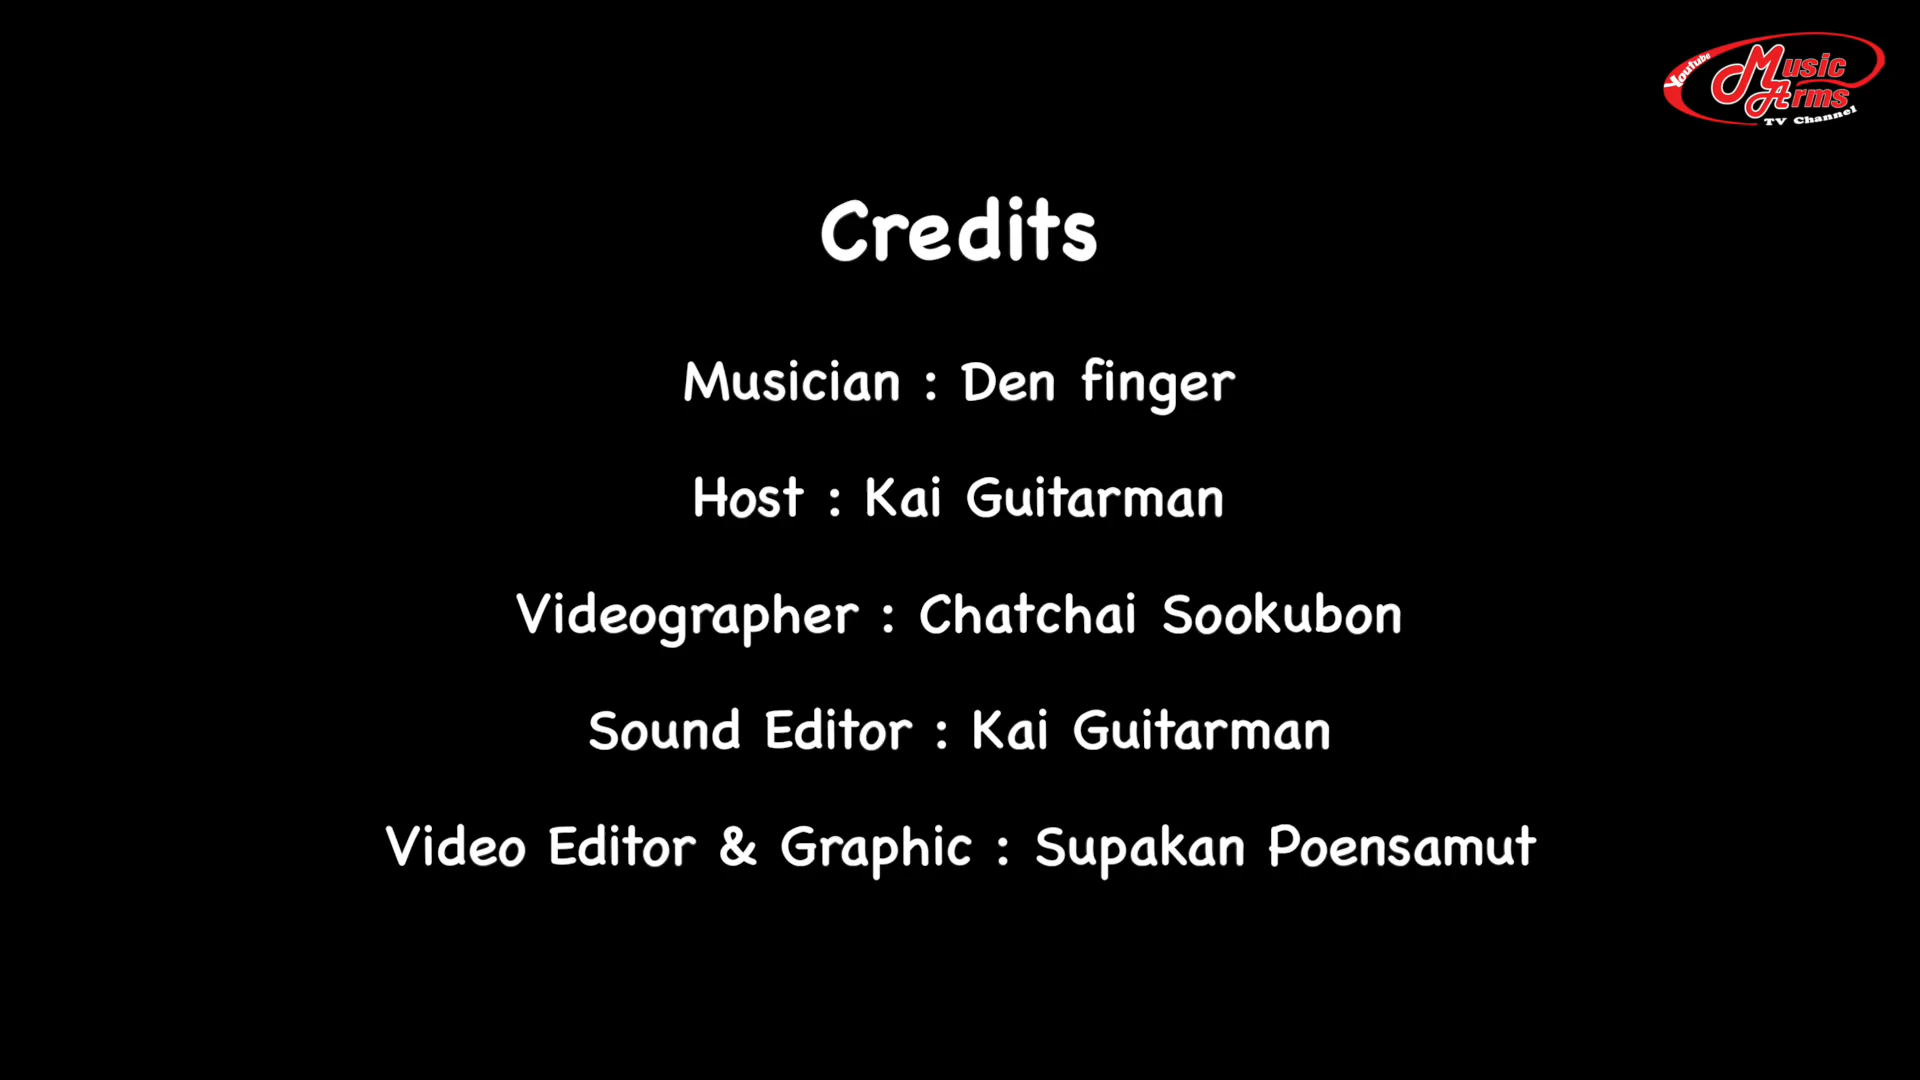 Youtube
Music
Arms
TV Channel
Credits
Musician : Den finger
Host : Kai Guitarman
Videographer : Chatchai Sookubon
Sound Editor : Kai Guitarman
Video Editor & Graphic : Supakan Poensamut